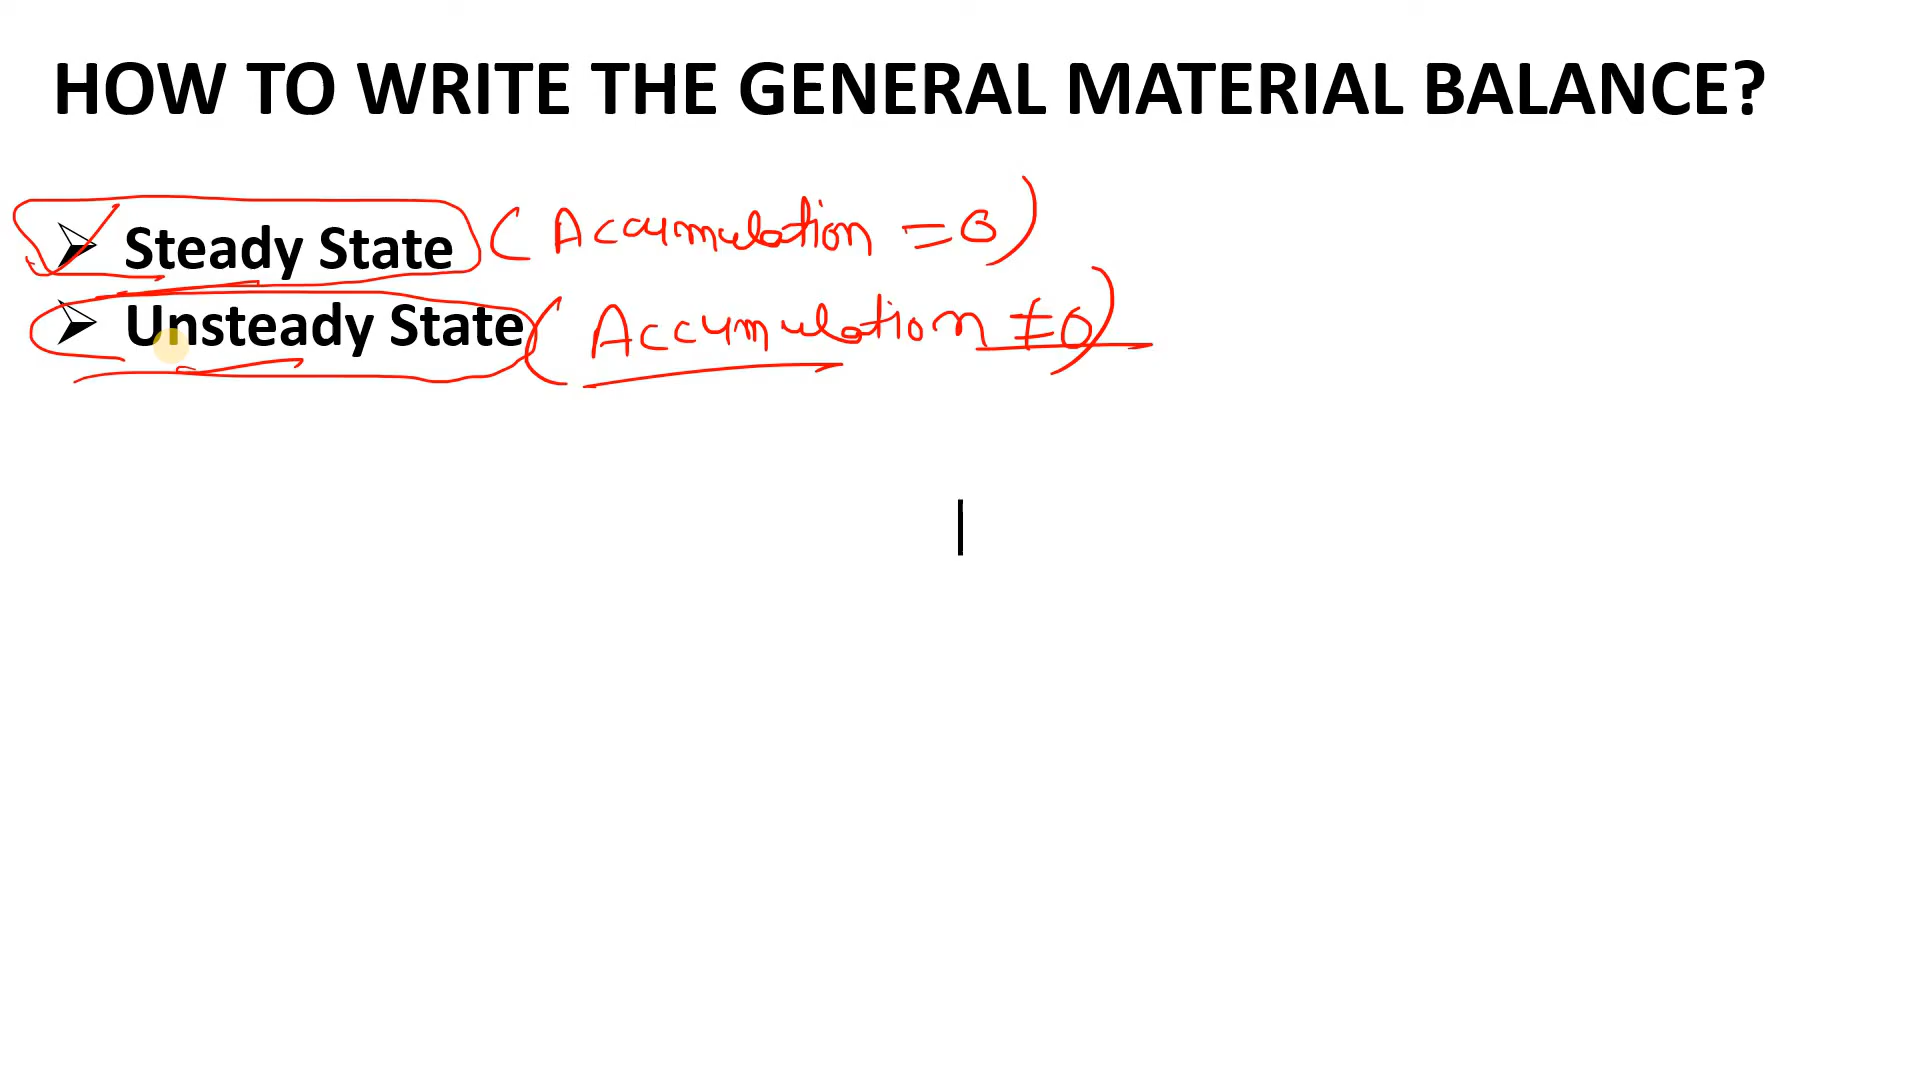 HOW TO WRITE THE GENERAL MATERIAL BALANCE?
➢ Steady State (Accumulation = 0)
➢ Unsteady State (Accumulation ≠ 0)